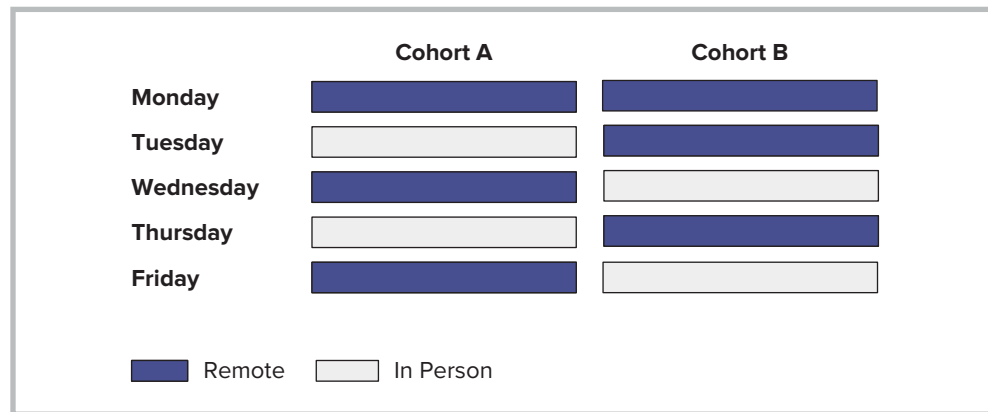 Cohort A Cohort B
Monday
Tuesday
Wednesday
Thursday
Friday
Remote In Person